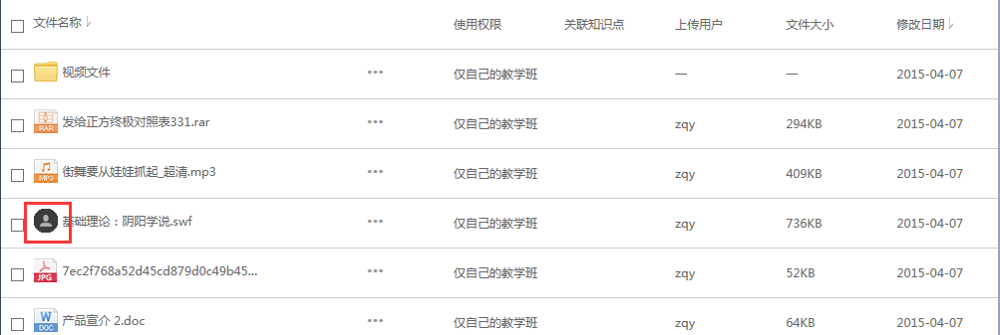 文件名称 使用权限 关联知识点 上传用户 文件大小 修改日期
视频文件 ••• 仅自己的教学班 — — 2015-04-07
RAR 发给正方终极对照表331.rar ••• 仅自己的教学班 zqy 294KB 2015-04-07
MP3 街舞要从娃娃抓起_超清.mp3 ••• 仅自己的教学班 zqy 409KB 2015-04-07
基础理论：阴阳学说.swf ••• 仅自己的教学班 zqy 736KB 2015-04-07
JPG 7ec2f768a52d45cd879d0c49b45... ••• 仅自己的教学班 zqy 52KB 2015-04-07
W DOC 产品宣介 2.doc ••• 仅自己的教学班 zqy 64KB 2015-04-07